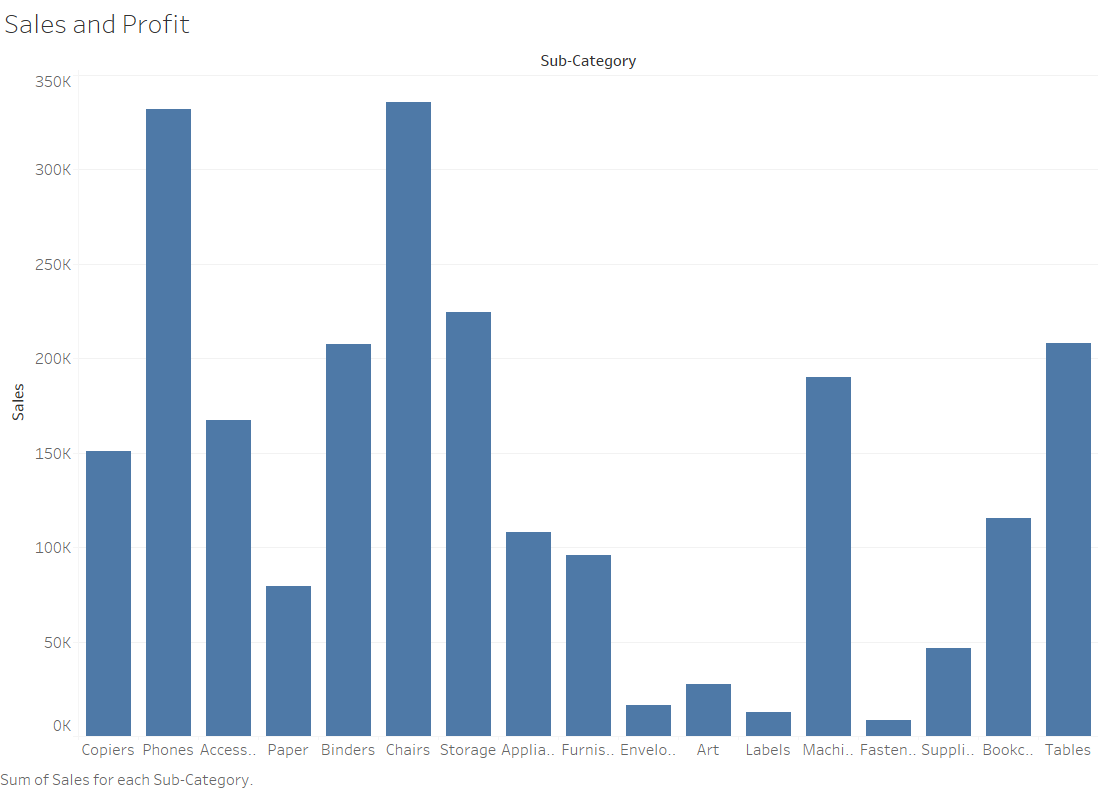 Sales and Profit
Sub-Category
350K
300K
250K
200K
150K
100K
50K
0K
Sales
Copiers Phones Access.. Paper Binders Chairs Storage Applia.. Furnis.. Envelo.. Art Labels Machi.. Fasten.. Suppli.. Bookc.. Tables
Sum of Sales for each Sub-Category.